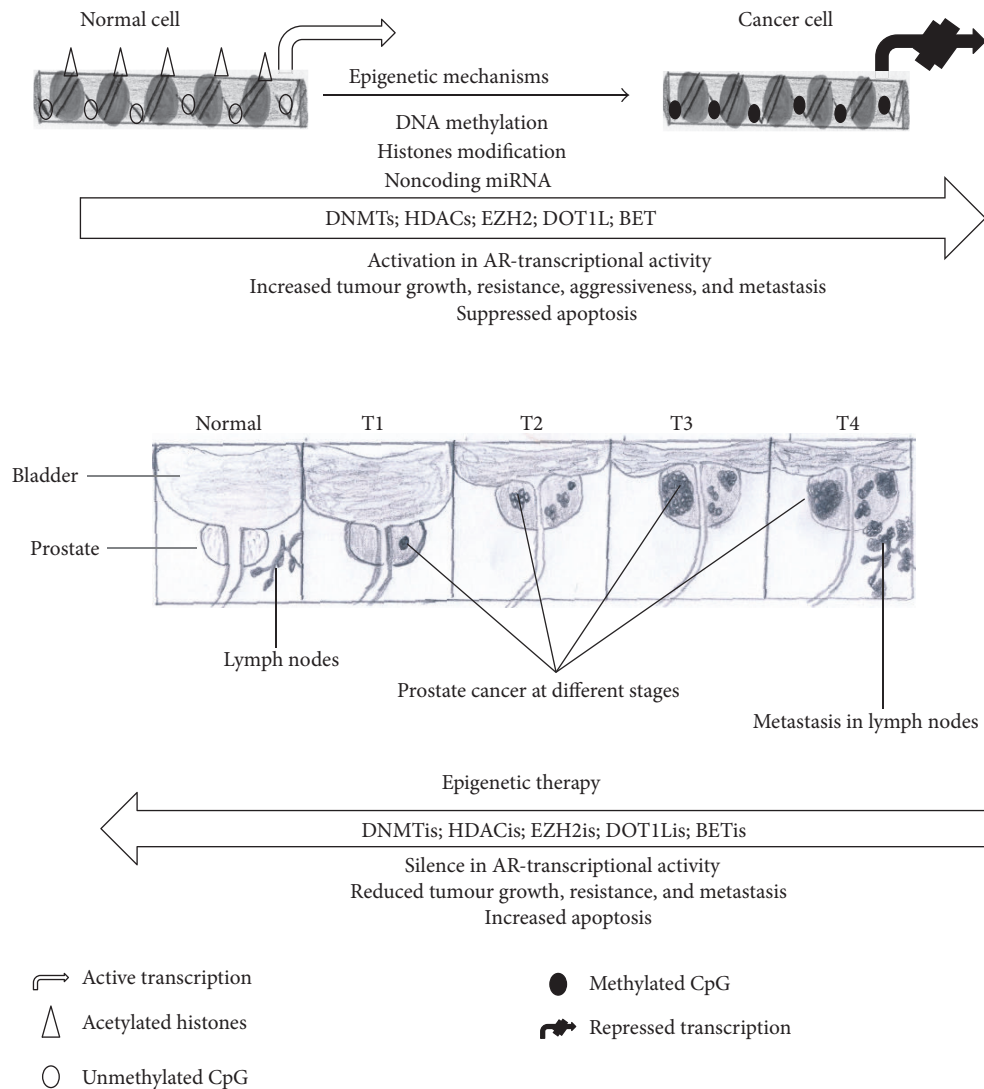 Normal cell
Cancer cell
Epigenetic mechanisms
DNA methylation
Histones modification
Noncoding miRNA
DNMTs; HDACs; EZH2; DOT1L; BET
Activation in AR-transcriptional activity
Increased tumour growth, resistance, aggressiveness, and metastasis
Suppressed apoptosis
Normal
T1
T2
T3
T4
Bladder
Prostate
Lymph nodes
Prostate cancer at different stages
Metastasis in lymph nodes
Epigenetic therapy
DNMTis; HDACis; EZH2is; DOT1Lis; BETis
Silence in AR-transcriptional activity
Reduced tumour growth, resistance, and metastasis
Increased apoptosis
Active transcription
Acetylated histones
Unmethylated CpG
Methylated CpG
Repressed transcription